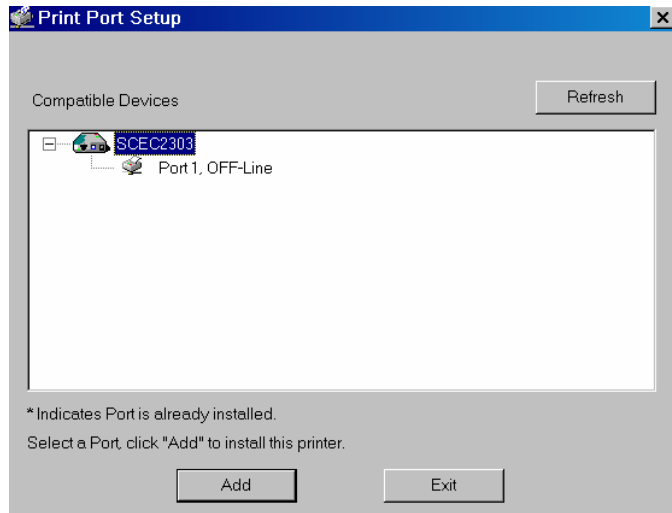 Print Port Setup
Compatible Devices
Refresh
SCEC2303
Port 1, OFF-Line
* Indicates Port is already installed.
Select a Port, click "Add" to install this printer.
Add
Exit